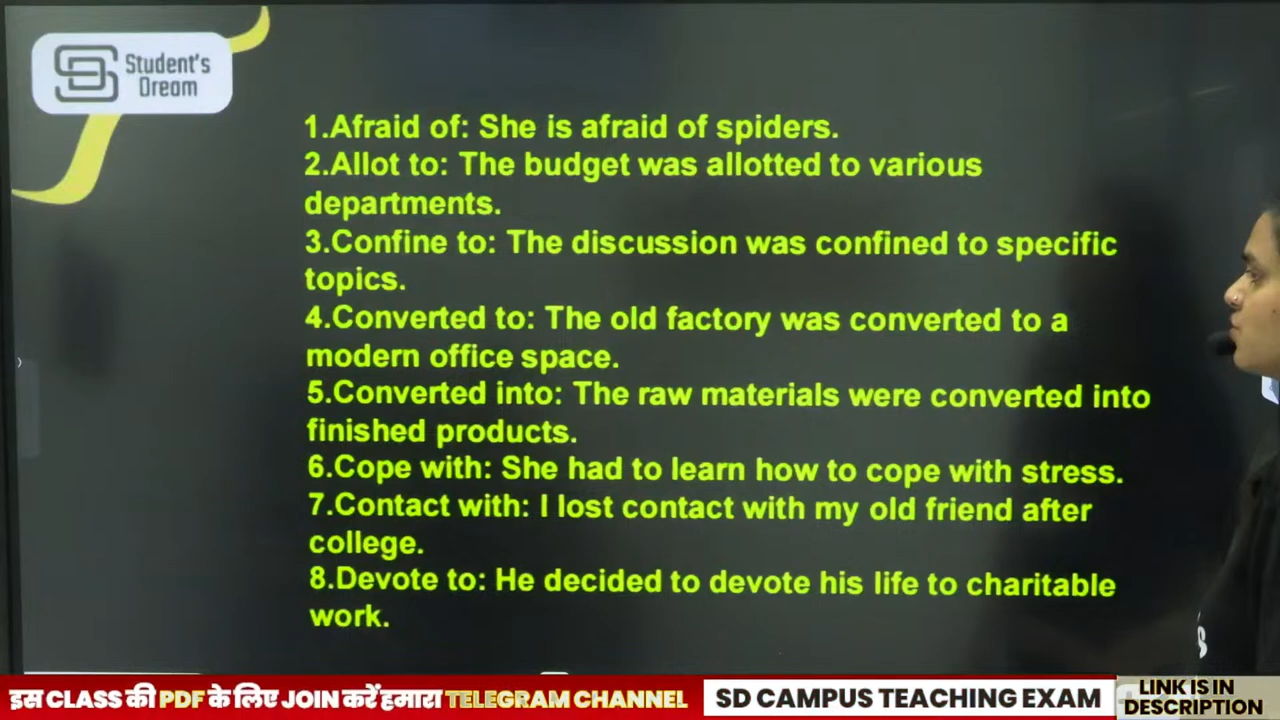 Student's
Dream
1.Afraid of: She is afraid of spiders.
2.Allot to: The budget was allotted to various
departments.
3.Confine to: The discussion was confined to specific
topics.
4.Converted to: The old factory was converted to a
modern office space.
5.Converted into: The raw materials were converted into
finished products.
6.Cope with: She had to learn how to cope with stress.
7.Contact with: I lost contact with my old friend after
college.
8.Devote to: He decided to devote his life to charitable
work.
इस CLASS की PDF के लिए JOIN करें हमारा TELEGRAM CHANNEL
SD CAMPUS TEACHING EXAM
LINK IS IN
DESCRIPTION